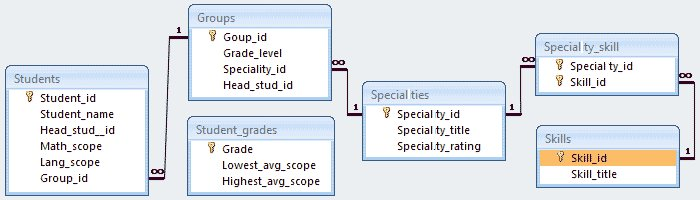 Groups
Goup_id
Grade_level
Speciality_id
Head_stud_id
Students
Student_id
Student_name
Head_stud__id
Math_scope
Lang_scope
Group_id
Student_grades
Grade
Lowest_avg_scope
Highest_avg_scope
Special ties
Special ty_id
Special ty_title
Special.ty_rating
Special ty_skill
Special ty_id
Skill_id
Skills
Skill_id
Skill_title
1
∞
∞
1
1
∞
∞
1